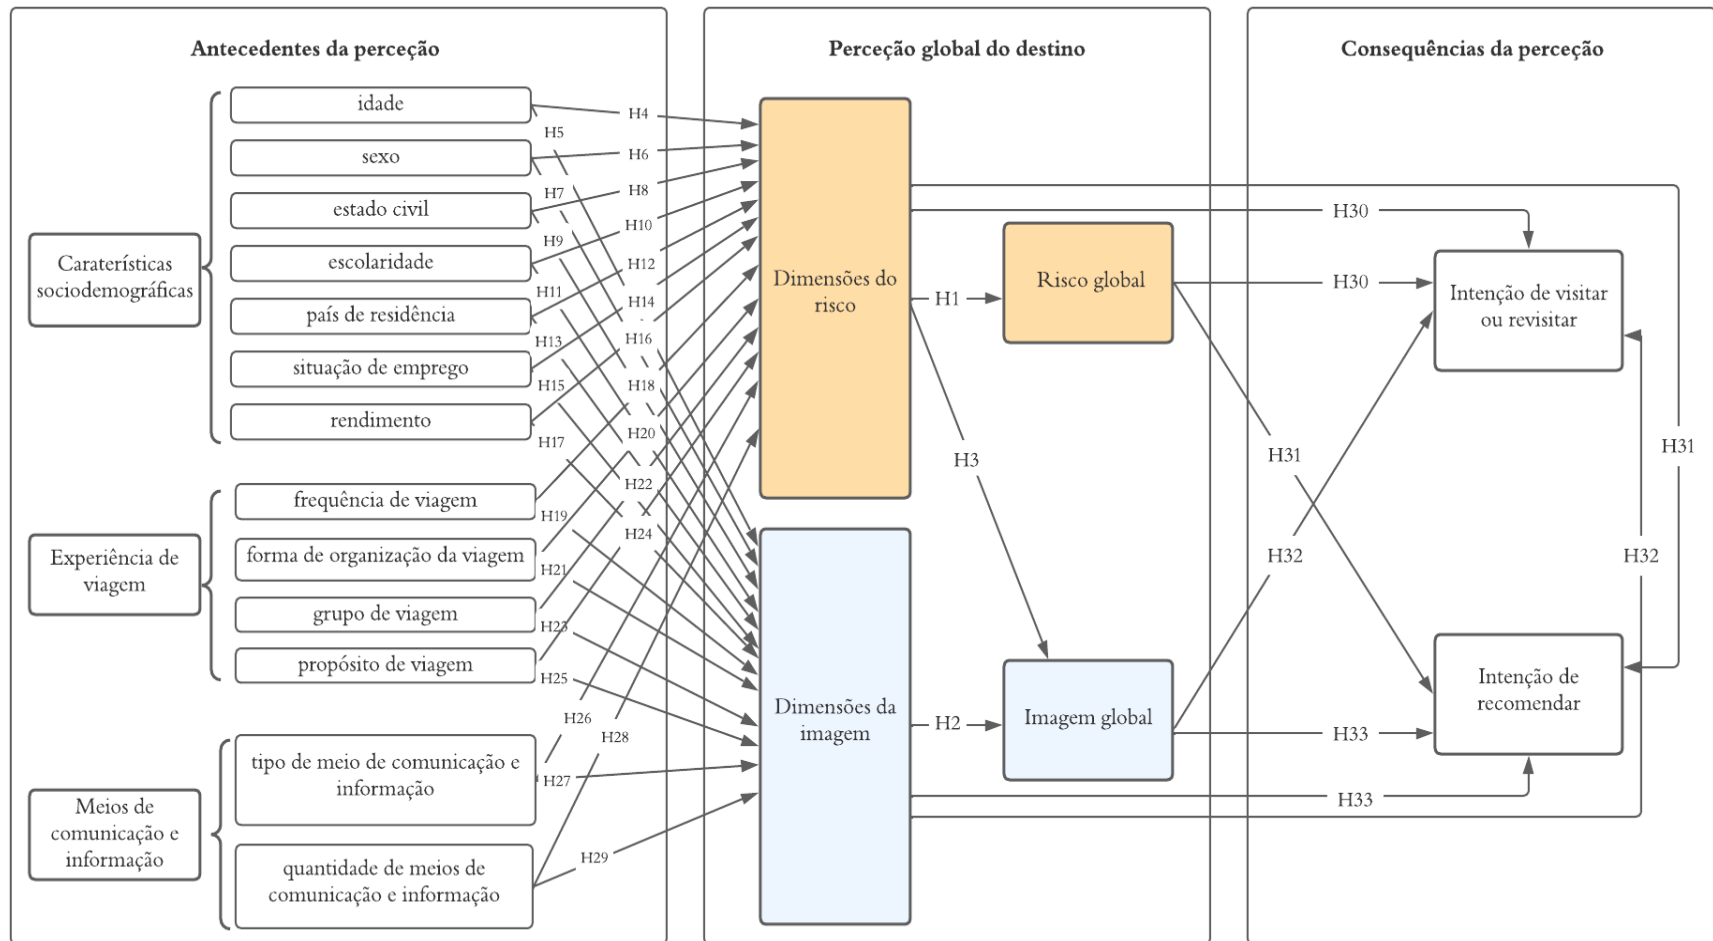 Antecedentes da perceção
Perceção global do destino
Consequências da perceção
Caraterísticas
sociodemográficas
idade
sexo
estado civil
escolaridade
país de residência
situação de emprego
rendimento
Experiência de
viagem
frequência de viagem
forma de organização da viagem
grupo de viagem
propósito de viagem
Meios de
comunicação e
informação
tipo de meio de comunicação e
informação
quantidade de meios de
comunicação e informação
H4
H5
H6
H7
H8
H9
H10
H11
H12
H13
H14
H15
H16
H17
H18
H19
H20
H21
H22
H23
H24
H25
H26
H27
H28
H29
Dimensões do
risco
Dimensões da
imagem
H1
H2
H3
Risco global
Imagem global
H30
H30
H31
H31
H32
H32
H33
H33
Intenção de visitar
ou revisitar
Intenção de
recomendar